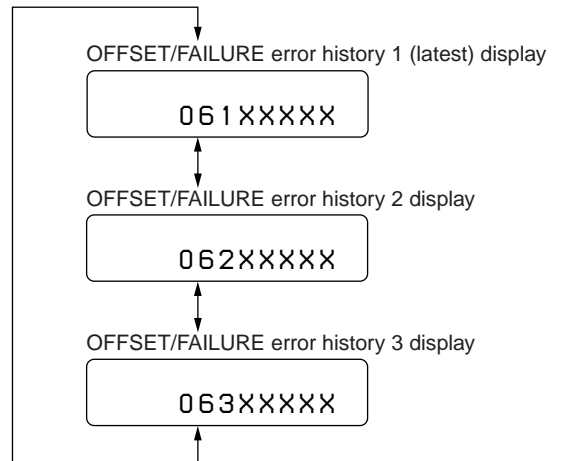 OFFSET/FAILURE error history 1 (latest) display
061XXXXX
OFFSET/FAILURE error history 2 display
062XXXXX
OFFSET/FAILURE error history 3 display
063XXXXX